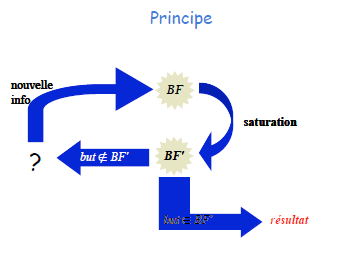 Principe
nouvelle
info
BF
saturation
?
but ∉ BF'
BF'
résultat